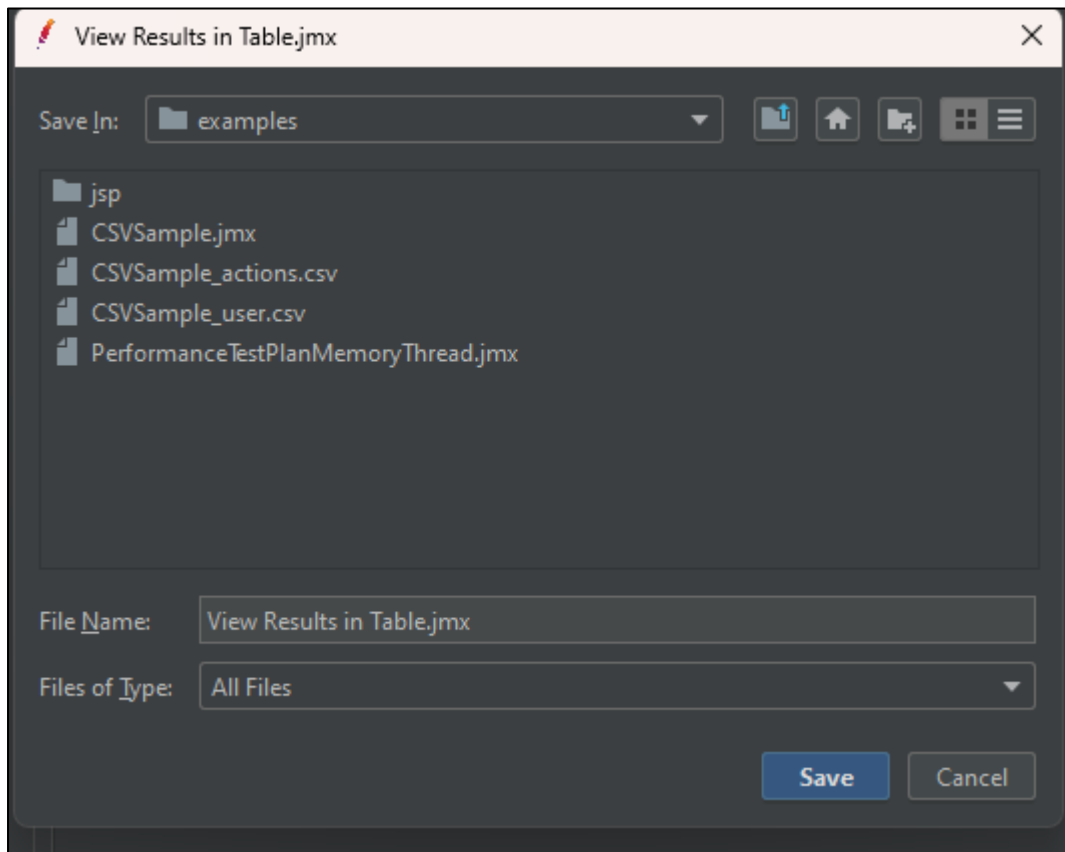 View Results in Table.jmx
Save In: examples
jsp
CSVSample.jmx
CSVSample_actions.csv
CSVSample_user.csv
PerformanceTestPlanMemoryThread.jmx
File Name: View Results in Table.jmx
Files of Type: All Files
Save Cancel